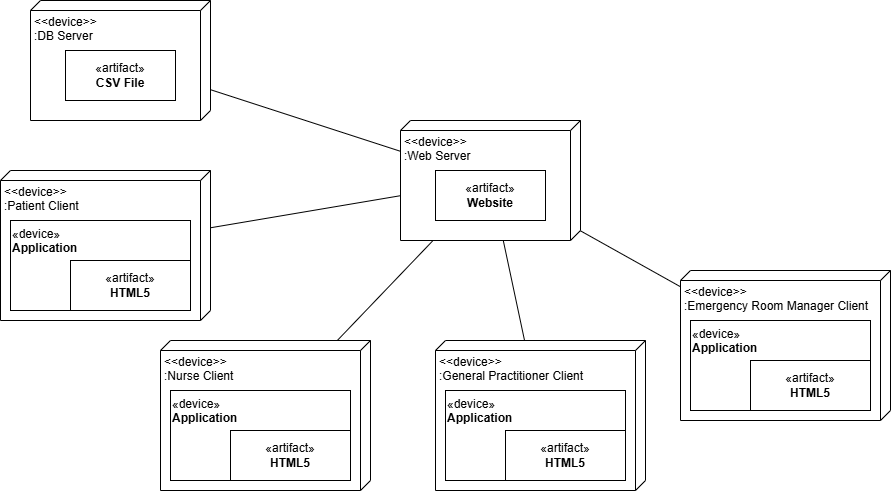 <<device>>
:DB Server
«artifact»
CSV File
<<device>>
:Web Server
«artifact»
Website
<<device>>
:Patient Client
«device»
Application
«artifact»
HTML5
<<device>>
:Emergency Room Manager Client
«device»
Application
«artifact»
HTML5
<<device>>
:Nurse Client
«device»
Application
«artifact»
HTML5
<<device>>
:General Practitioner Client
«device»
Application
«artifact»
HTML5